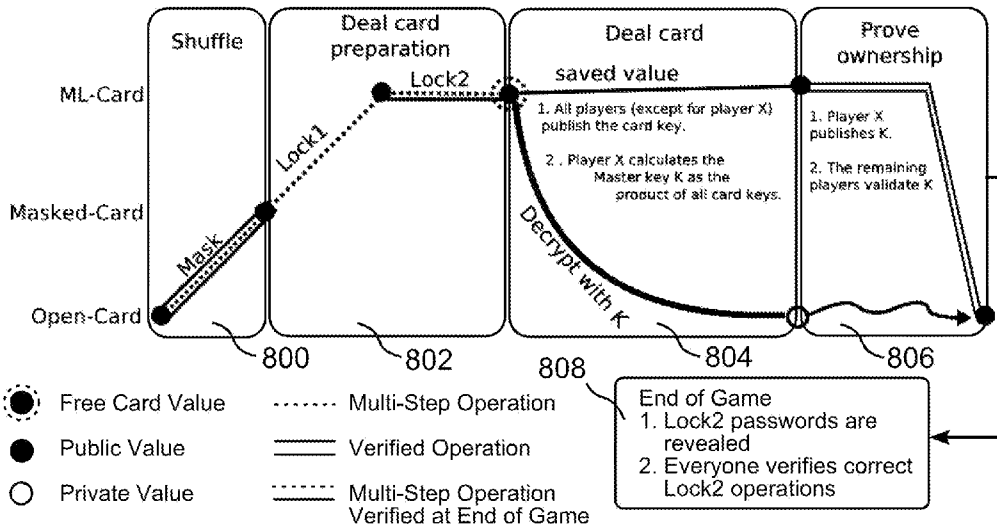 Shuffle
Deal card
preparation
Deal card
Prove
ownership
ML-Card
Masked-Card
Open-Card
Mask
Lock1
Lock2
saved value
1. All players (except for player X)
publish the card key.
2 . Player X calculates the
Master key K as the
product of all card keys.
Decrypt with K
1. Player X
publishes K.
2. The remaining
players validate K
800
802
804
806
808
Free Card Value
Public Value
Private Value
Multi-Step Operation
Verified Operation
Multi-Step Operation
Verified at End of Game
End of Game
1. Lock2 passwords are
revealed
2. Everyone verifies correct
Lock2 operations